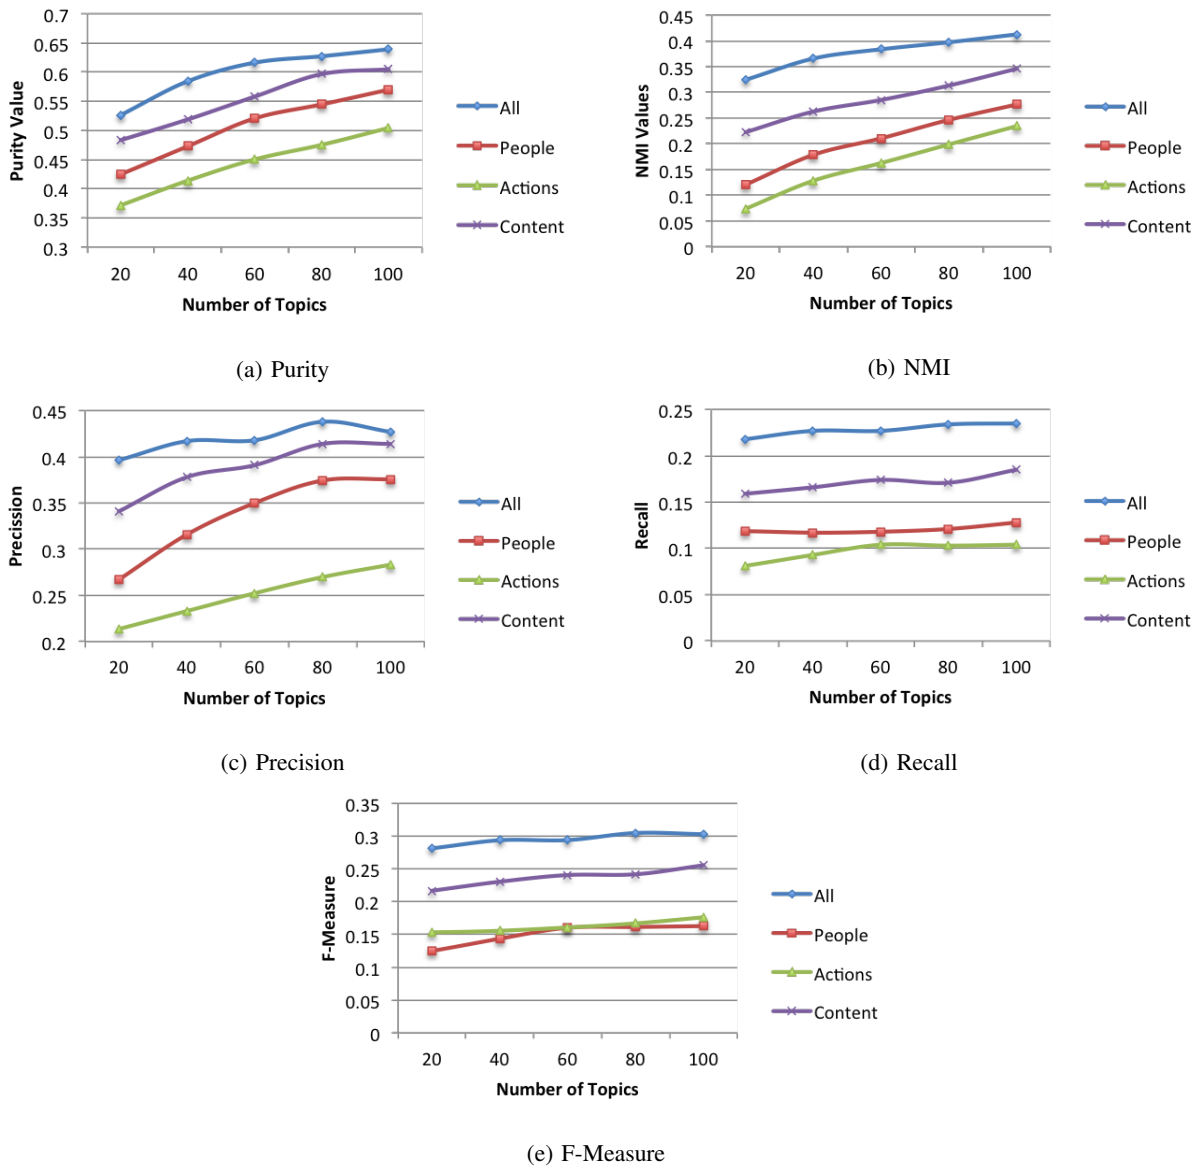 0.7
0.65
0.6
0.55
0.5
0.45
0.4
0.35
0.3
Purity Value
20 40 60 80 100
Number of Topics
All
People
Actions
Content
(a) Purity
0.45
0.4
0.35
0.3
0.25
0.2
0.15
0.1
0.05
0
NMI Values
20 40 60 80 100
Number of Topics
All
People
Actions
Content
(b) NMI
0.45
0.4
0.35
0.3
0.25
0.2
Precission
20 40 60 80 100
Number of Topics
All
People
Actions
Content
(c) Precision
0.25
0.2
0.15
0.1
0.05
0
Recall
20 40 60 80 100
Number of Topics
All
People
Actions
Content
(d) Recall
0.35
0.3
0.25
0.2
0.15
0.1
0.05
0
F-Measure
20 40 60 80 100
Number of Topics
All
People
Actions
Content
(e) F-Measure